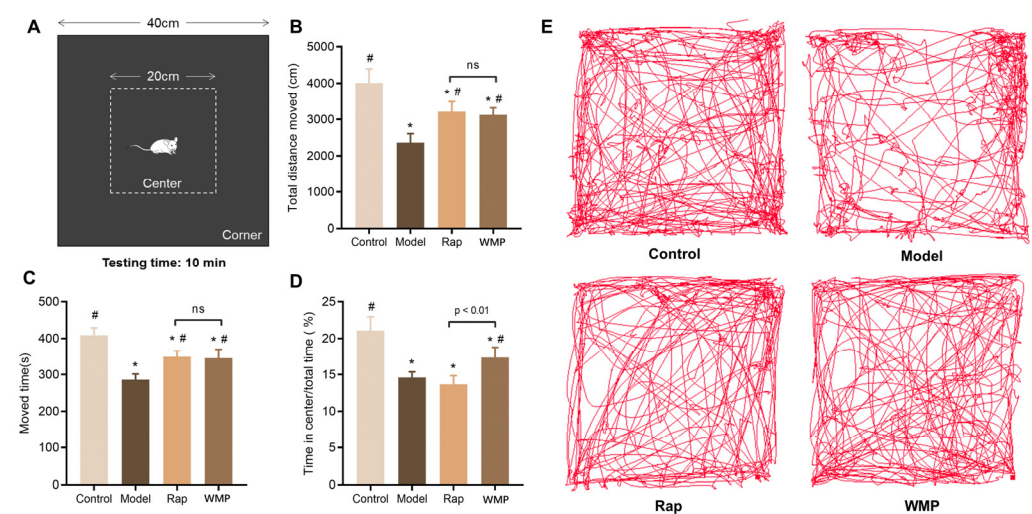 A
40cm
20cm
Center
Corner
Testing time: 10 min
B
Total distance moved (cm)
5000
4000
3000
2000
1000
0
#
*
* #
* #
ns
Control Model Rap WMP
C
Moved time(s)
500
400
300
200
100
0
#
*
* #
* #
ns
Control Model Rap WMP
D
Time in center/total time ( %)
25
20
15
10
5
0
#
*
*
* #
p < 0.01
Control Model Rap WMP
E
Control
Model
Rap
WMP